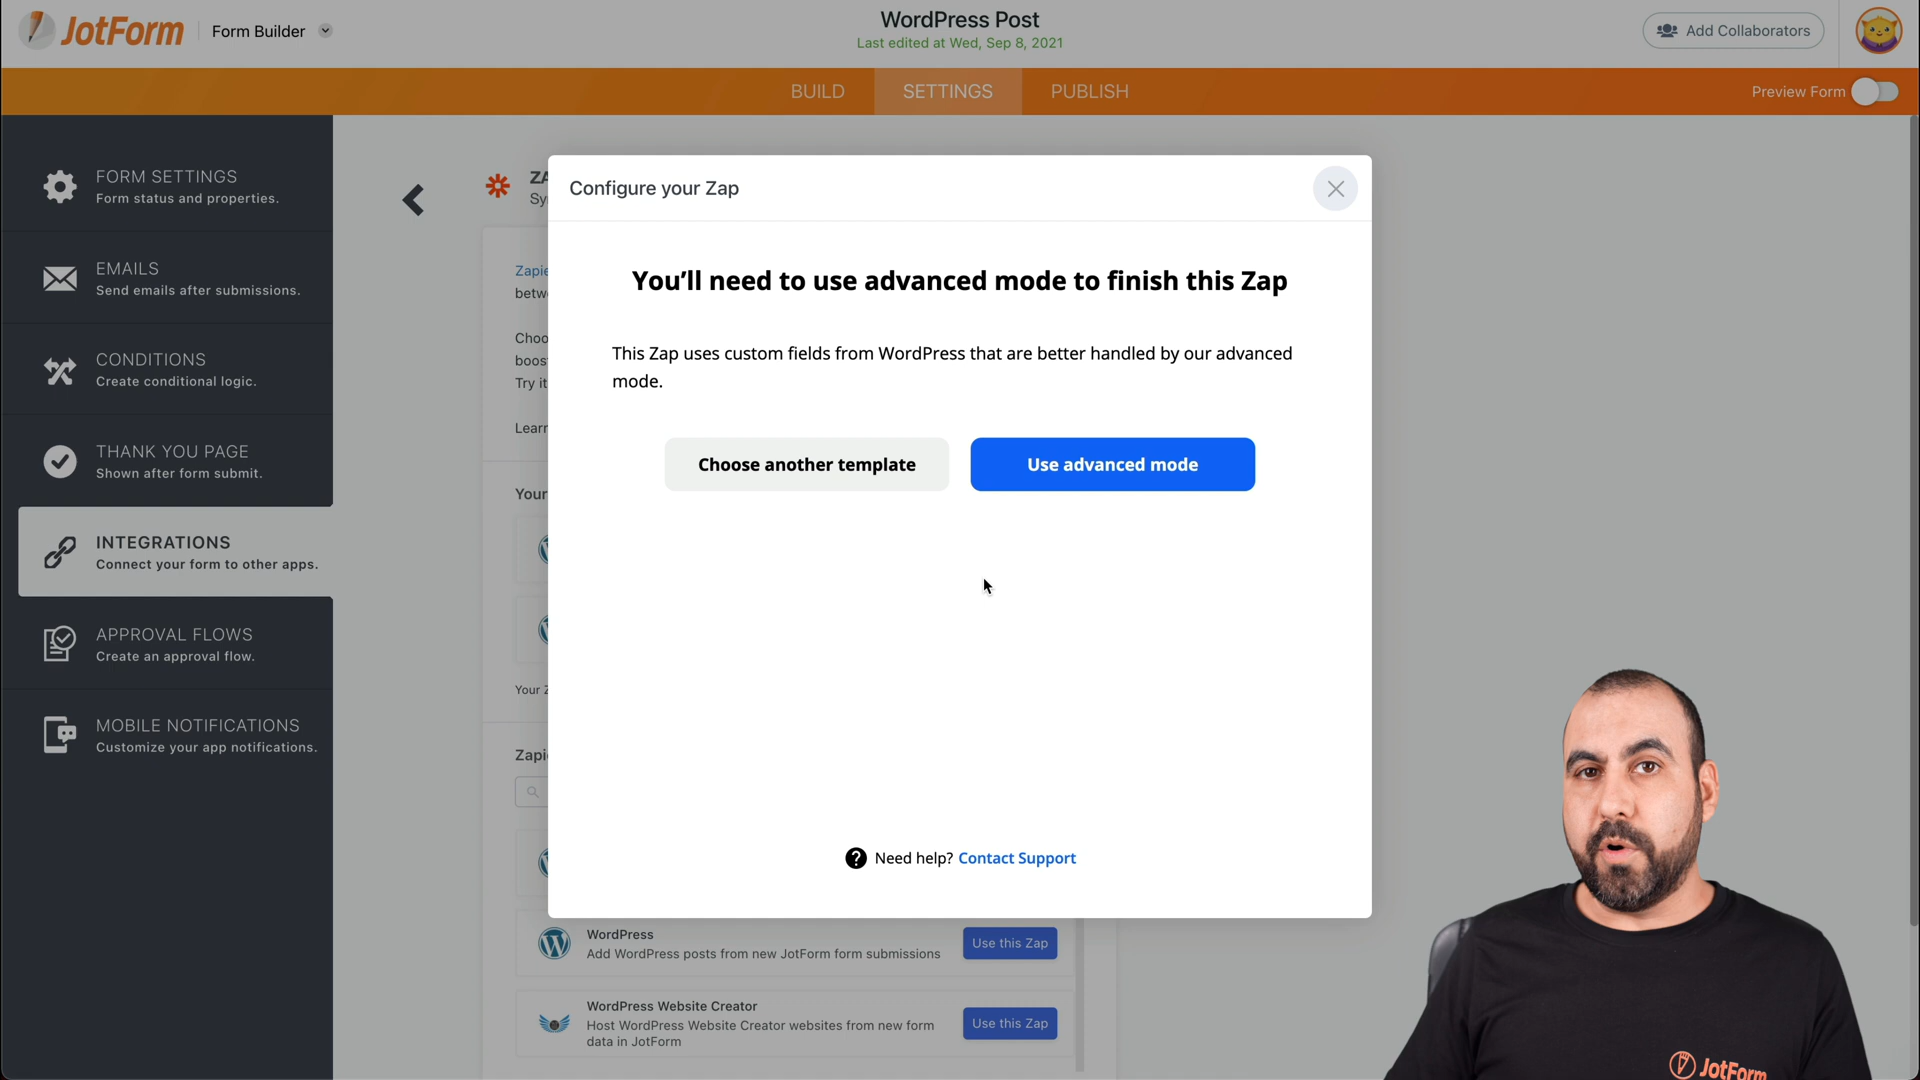 JotForm
Form Builder
WordPress Post
Last edited at Wed, Sep 8, 2021
Add Collaborators
BUILD
SETTINGS
PUBLISH
Preview Form
FORM SETTINGS
Form status and properties.
EMAILS
Send emails after submissions.
CONDITIONS
Create conditional logic.
THANK YOU PAGE
Shown after form submit.
INTEGRATIONS
Connect your form to other apps.
APPROVAL FLOWS
Create an approval flow.
MOBILE NOTIFICATIONS
Customize your app notifications.
Configure your Zap
You’ll need to use advanced mode to finish this Zap
This Zap uses custom fields from WordPress that are better handled by our advanced
mode.
Choose another template
Use advanced mode
Need help? Contact Support
Your
WordPress
Add WordPress posts from new JotForm form submissions
Use this Zap
WordPress Website Creator
Host WordPress Website Creator websites from new form
data in JotForm
Use this Zap
JotForm